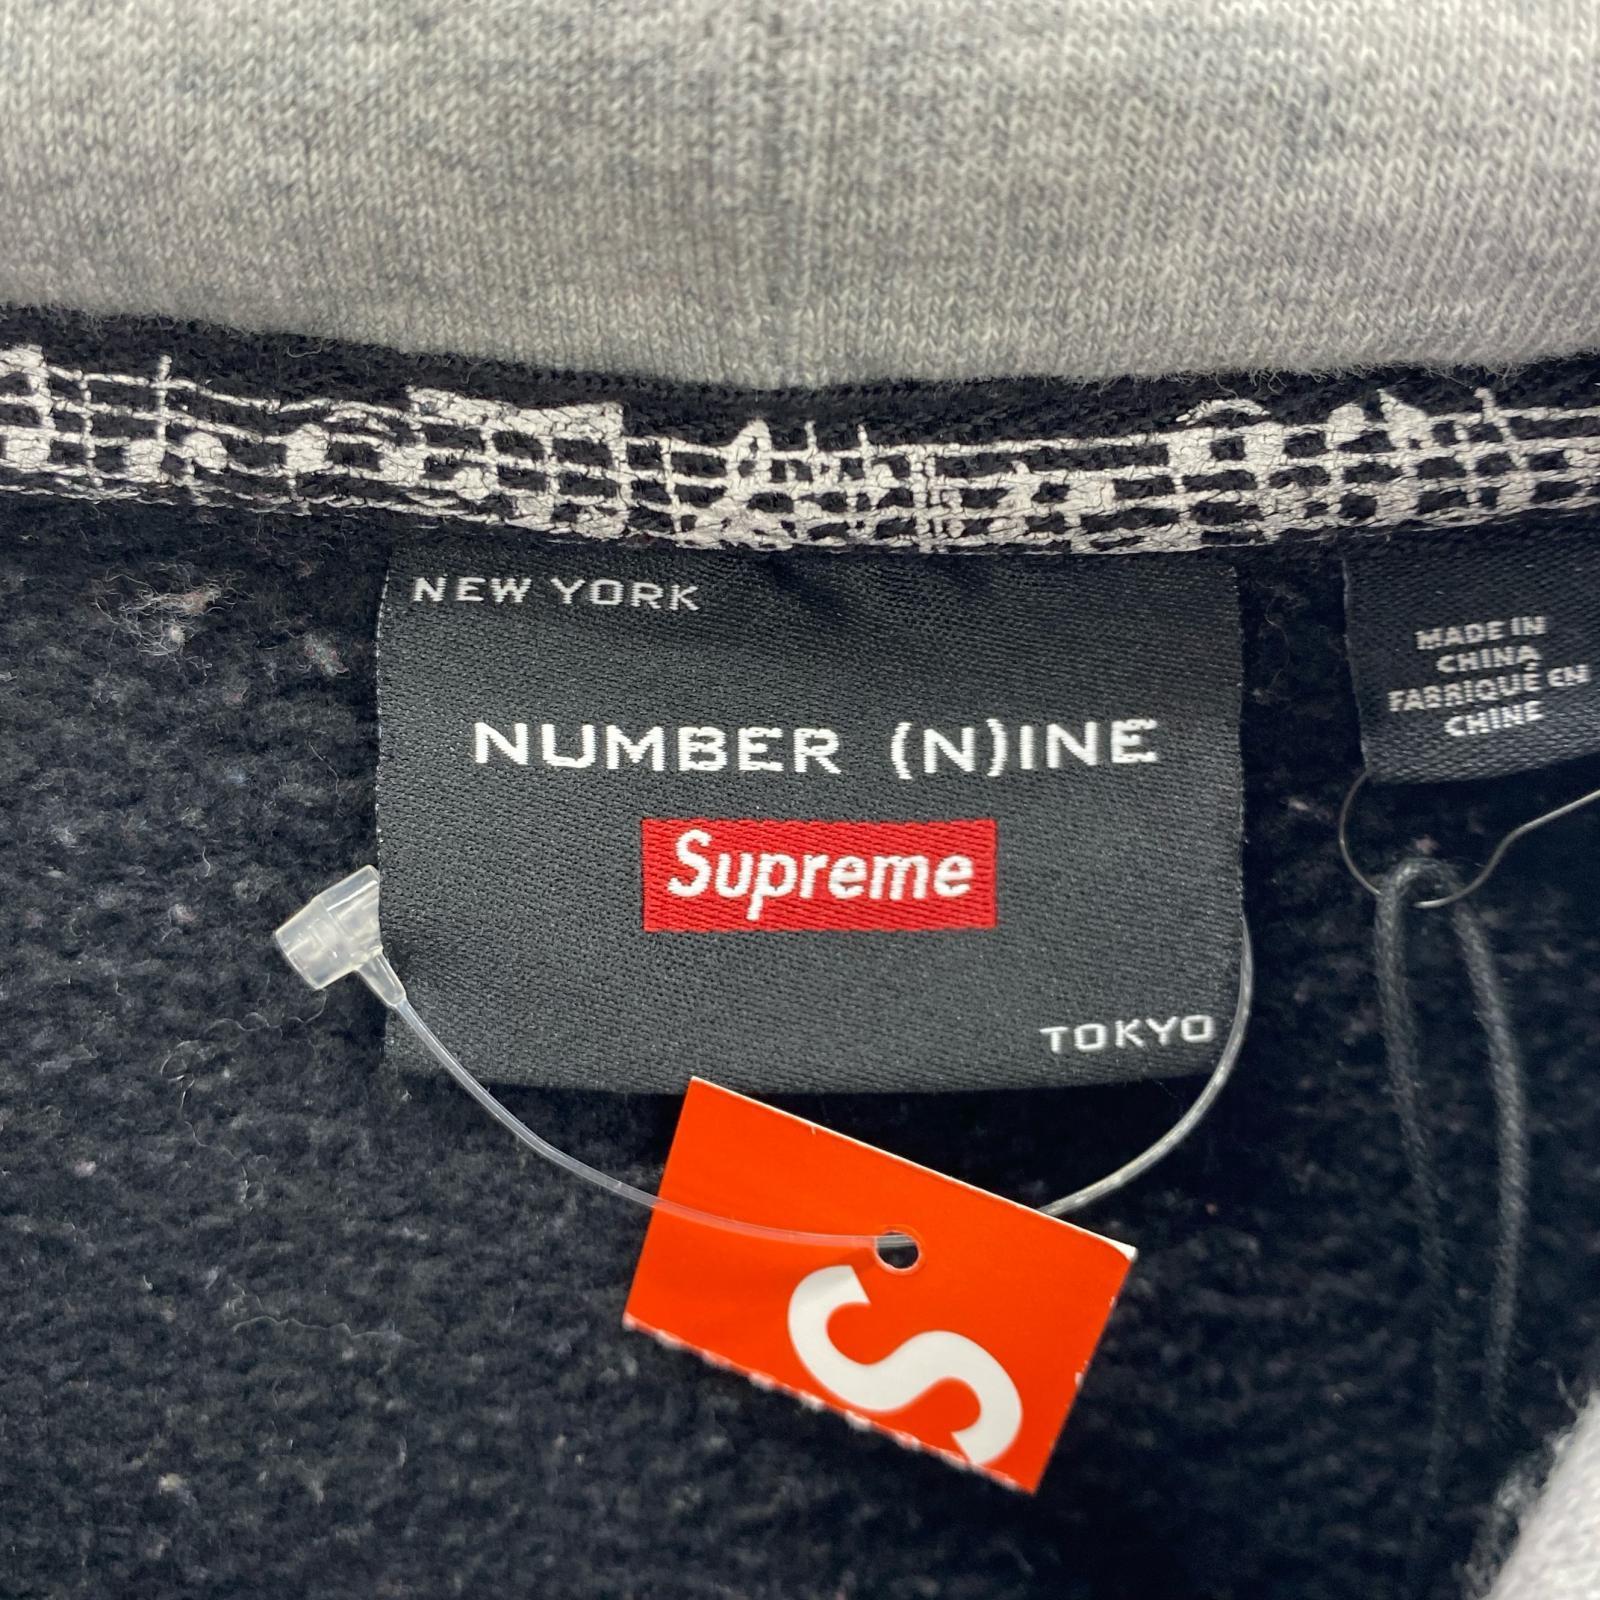 NEW YORK
NUMBER (N)INE
Supreme
TOKYO
MADE IN
CHINA
FABRIQUÉ EN
CHINE
S